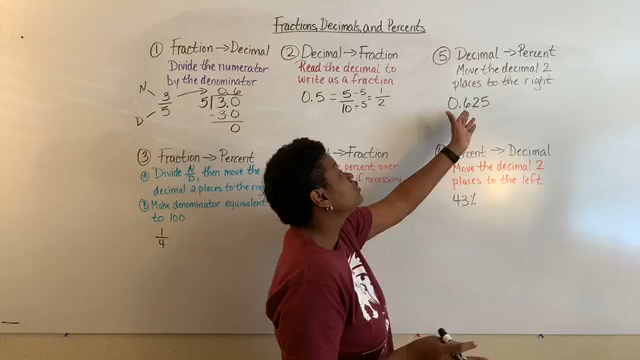 Fractions, Decimals, and Percents
① Fraction → Decimal
Divide the numerator
by the denominator
N
D
3/5
0.6
5 | 3.0
-30
0
② Decimal → Fraction
Read the decimal to
write as a fraction
0.5 = 5/10 ÷5/÷5 = 1/2
③ Fraction → Percent
Ⓐ Divide N/D, then move the
decimal 2 places to the right
Ⓑ Make denominator equivalent
to 100
1/4
→ Fraction
percent over
if necessary
⑤ Decimal → Percent
Move the decimal 2
places to the right
0.625
→ Decimal
Move the decimal 2
places to the left
43%